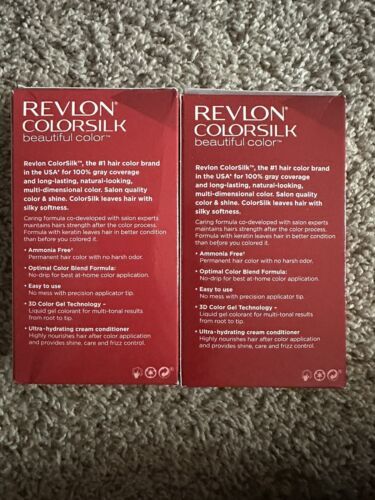 REVLON®
COLORSILK
beautiful color™
Revlon ColorSilk™, the #1 hair color brand
in the USA* for 100% gray coverage
and long-lasting, natural-looking,
multi-dimensional color. Salon quality
color & shine. ColorSilk leaves hair with
silky softness.
Caring formula co-developed with salon experts
maintains hairs strength after the color process.
Formula with keratin leaves hair in better condition
than before you colored it.
• Ammonia Free†
Permanent hair color with no harsh odor.
• Optimal Color Blend Formula:
No-drip for best at-home color application.
• Easy to use
No mess with precision applicator tip.
• 3D Color Gel Technology –
Liquid gel colorant for multi-tonal results
from root to tip.
• Ultra-hydrating cream conditioner
Highly nourishes hair after color application
and provides shine, care and frizz control.
REVLON®
COLORSILK
beautiful color™
Revlon ColorSilk™, the #1 hair color brand
in the USA* for 100% gray coverage
and long-lasting, natural-looking,
multi-dimensional color. Salon quality
color & shine. ColorSilk leaves hair with
silky softness.
Caring formula co-developed with salon experts
maintains hairs strength after the color process.
Formula with keratin leaves hair in better condition
than before you colored it.
• Ammonia Free†
Permanent hair color with no harsh odor.
• Optimal Color Blend Formula:
No-drip for best at-home color application.
• Easy to use
No mess with precision applicator tip.
• 3D Color Gel Technology –
Liquid gel colorant for multi-tonal results
from root to tip.
• Ultra-hydrating cream conditioner
Highly nourishes hair after color application
and provides shine, care and frizz control.